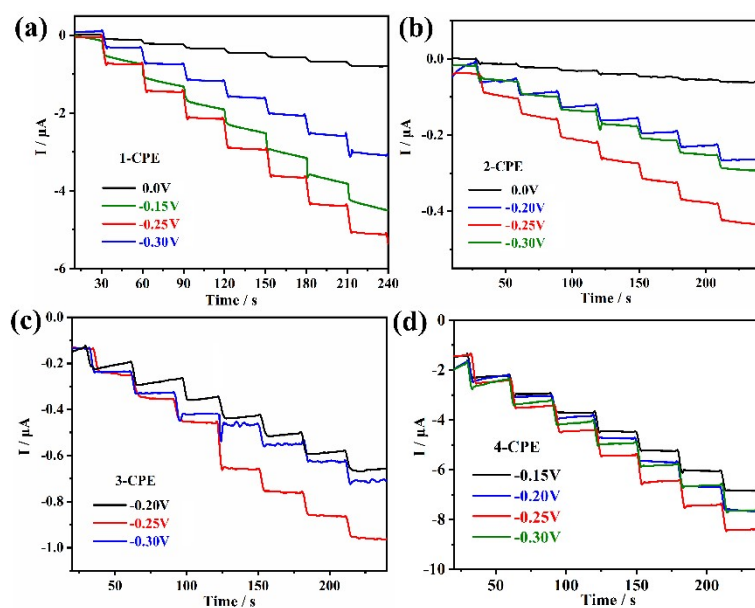 (a)
0
-2
-4
-6
I / μA
1-CPE
0.0V
-0.15V
-0.25V
-0.30V
0 30 60 90 120 150 180 210 240
Time / s
(b)
0.0
-0.2
-0.4
I / μA
2-CPE
0.0V
-0.20V
-0.25V
-0.30V
50 100 150 200
Time / s
(c)
0.0
-0.2
-0.4
-0.6
-0.8
-1.0
I / μA
3-CPE
-0.20V
-0.25V
-0.30V
50 100 150 200
Time / s
(d)
0
-2
-4
-6
-8
-10
I / μA
4-CPE
-0.15V
-0.20V
-0.25V
-0.30V
50 100 150 200
Time / s